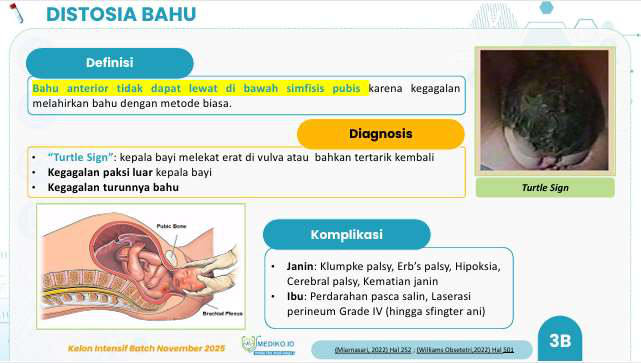 DISTOSIA BAHU
Definisi
Bahu anterior tidak dapat lewat di bawah simfisis pubis karena kegagalan
melahirkan bahu dengan metode biasa.
Diagnosis
• “Turtle Sign”: kepala bayi melekat erat di vulva atau bahkan tertarik kembali
• Kegagalan paksi luar kepala bayi
• Kegagalan turunnya bahu
Turtle Sign
Pubic Bone
Brachial Plexus
Komplikasi
• Janin: Klumpke palsy, Erb’s palsy, Hipoksia,
Cerebral palsy, Kematian janin
• Ibu: Perdarahan pasca salin, Laserasi
perineum Grade IV (hingga sfingter ani)
Kelon Intensif Batch November 2025
MEDIKO.ID
(Miarnasari, 2022) Hal 252 ; (Williams Obsetetri,2022) Hal 501
3B